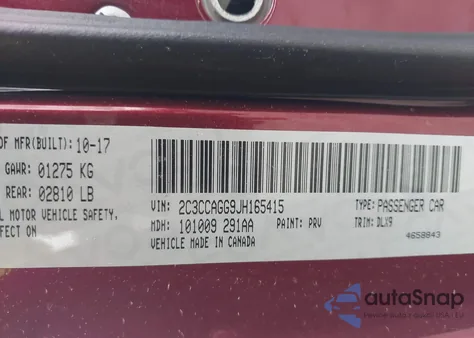 OF MFR(BUILT): 10-17
GAWR: 01275 KG
REAR: 02810 LB
MOTOR VEHICLE SAFETY.
EFFECT ON
VIN: 2C3CCAGG9JH165415
TYPE: PASSENGER CAR
MDH: 101009 291AA
PAINT: PRV
TRIM: DLX9
VEHICLE MADE IN CANADA
4658843
autoSnap